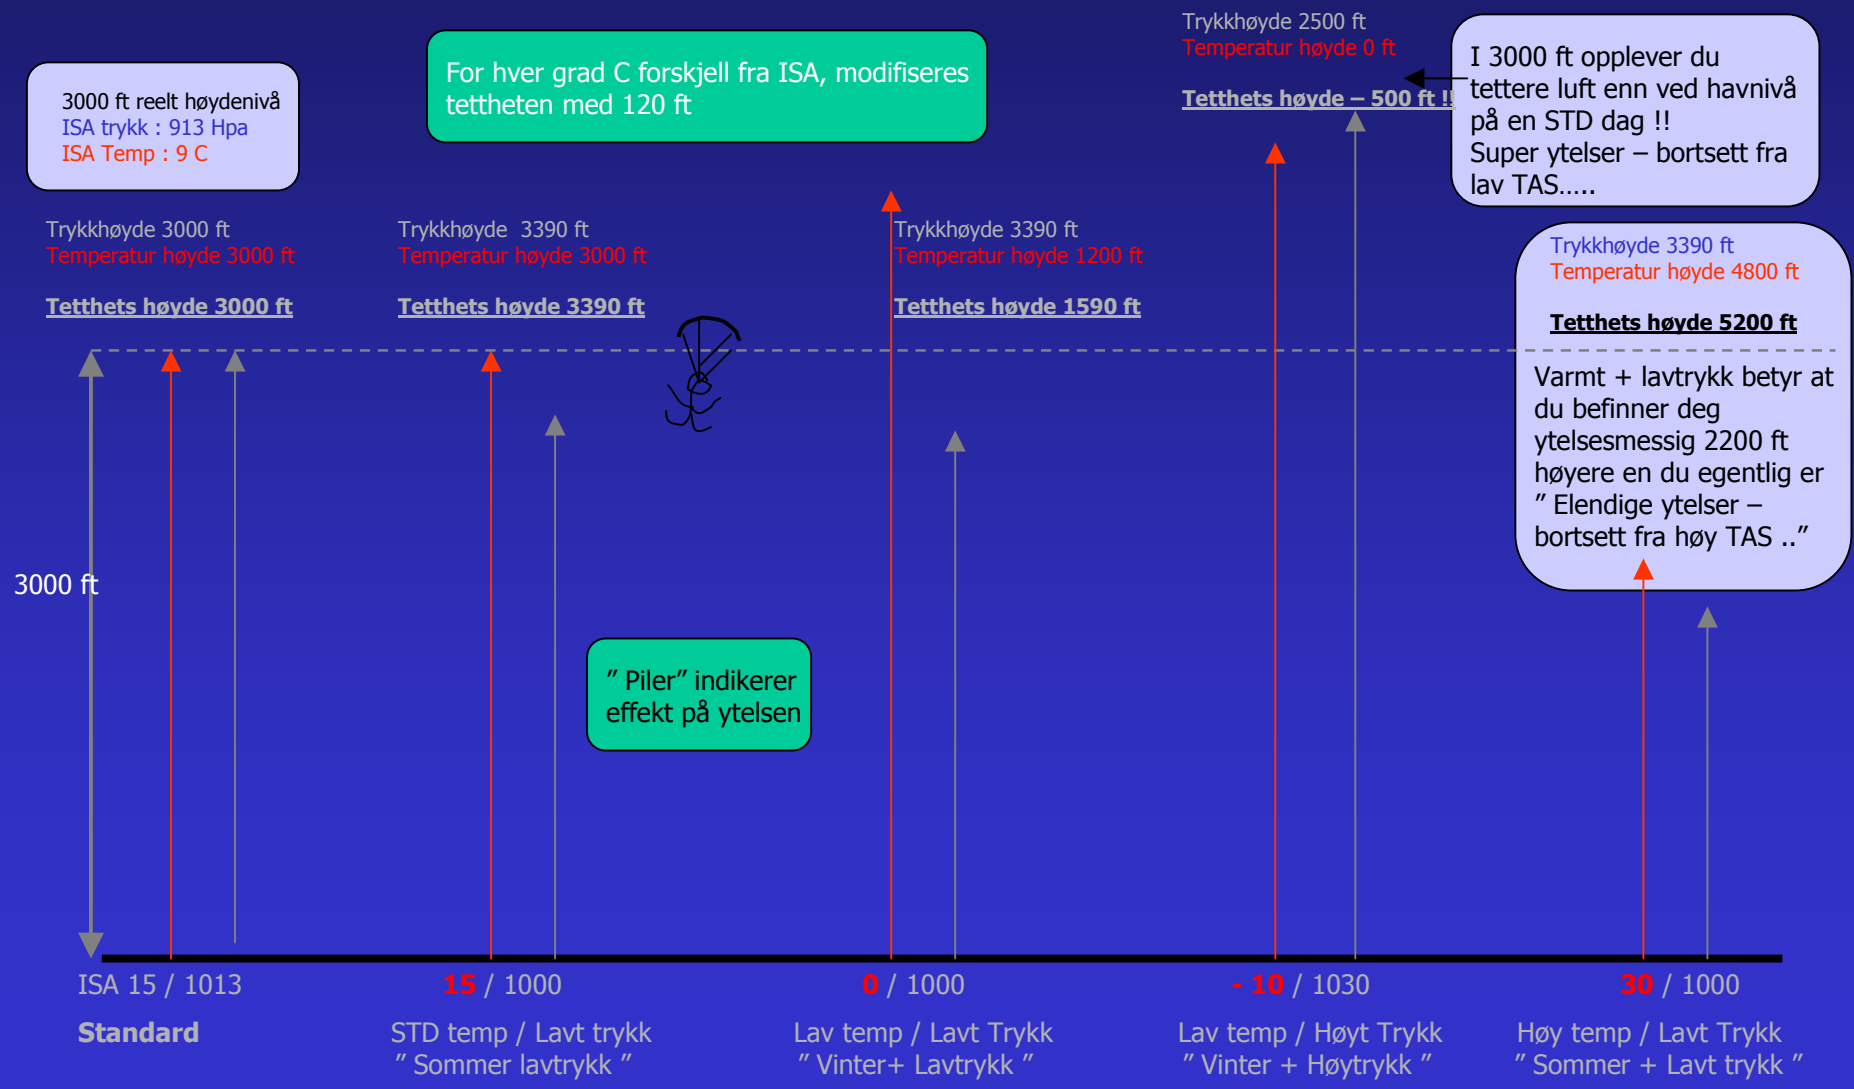 3000 ft reelt høydenivå
ISA trykk : 913 Hpa
ISA Temp : 9 C
For hver grad C forskjell fra ISA, modifiseres
tettheten med 120 ft
Trykkhøyde 2500 ft
Temperatur høyde 0 ft
Tetthets høyde – 500 ft !!
I 3000 ft opplever du
tettere luft enn ved havnivå
på en STD dag !!
Super ytelser – bortsett fra
lav TAS…..
Trykkhøyde 3000 ft
Temperatur høyde 3000 ft
Tetthets høyde 3000 ft
Trykkhøyde  3390 ft
Temperatur høyde 3000 ft
Tetthets høyde 3390 ft
Trykkhøyde 3390 ft
Temperatur høyde 1200 ft
Tetthets høyde 1590 ft
Trykkhøyde 3390 ft
Temperatur høyde 4800 ft
Tetthets høyde 5200 ft
Varmt + lavtrykk betyr at
du befinner deg
ytelsesmessig 2200 ft
høyere en du egentlig er
” Elendige ytelser –
bortsett fra høy TAS ..”
3000 ft
” Piler” indikerer
effekt på ytelsen
ISA 15 / 1013
Standard
15 / 1000
STD temp / Lavt trykk
” Sommer lavtrykk ”
0 / 1000
Lav temp / Lavt Trykk
” Vinter+ Lavtrykk ”
- 10 / 1030
Lav temp / Høyt Trykk
” Vinter + Høytrykk ”
30 / 1000
Høy temp / Lavt Trykk
” Sommer + Lavt trykk ”